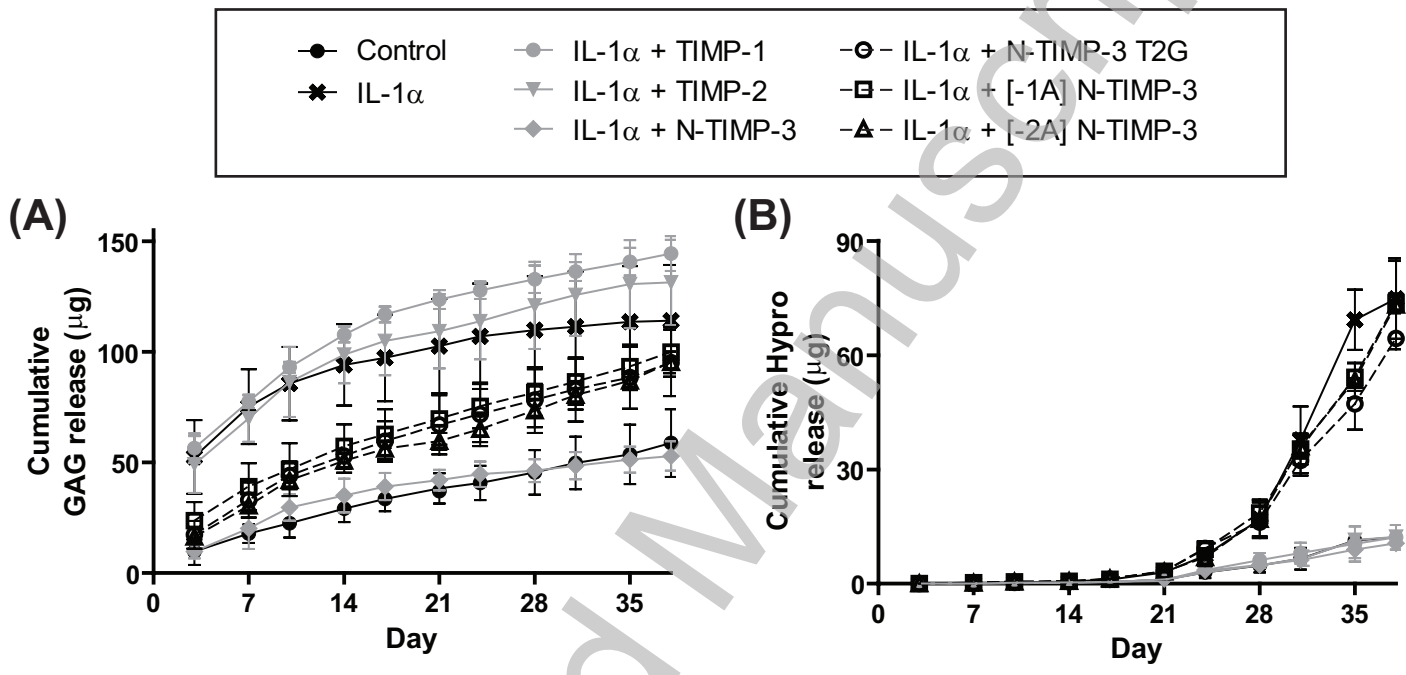 Control
IL-1α
IL-1α + TIMP-1
IL-1α + TIMP-2
IL-1α + N-TIMP-3
IL-1α + N-TIMP-3 T2G
IL-1α + [-1A] N-TIMP-3
IL-1α + [-2A] N-TIMP-3
(A)
Cumulative
GAG release (μg)
150
100
50
0
0 7 14 21 28 35
Day
(B)
Cumulative Hypro
release (μg)
90
60
30
0
0 7 14 21 28 35
Day
d Manuscri